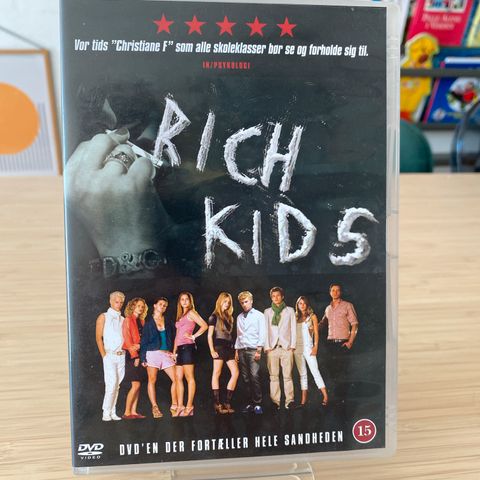 Vor tids "Christiane F" som alle skoleklasser bør se og forholde sig til.
IN/PSYKOLOGI
RICH
KIDS
DVD
VIDEO
DVD'EN DER FORTÆLLER HELE SANDHEDEN
15